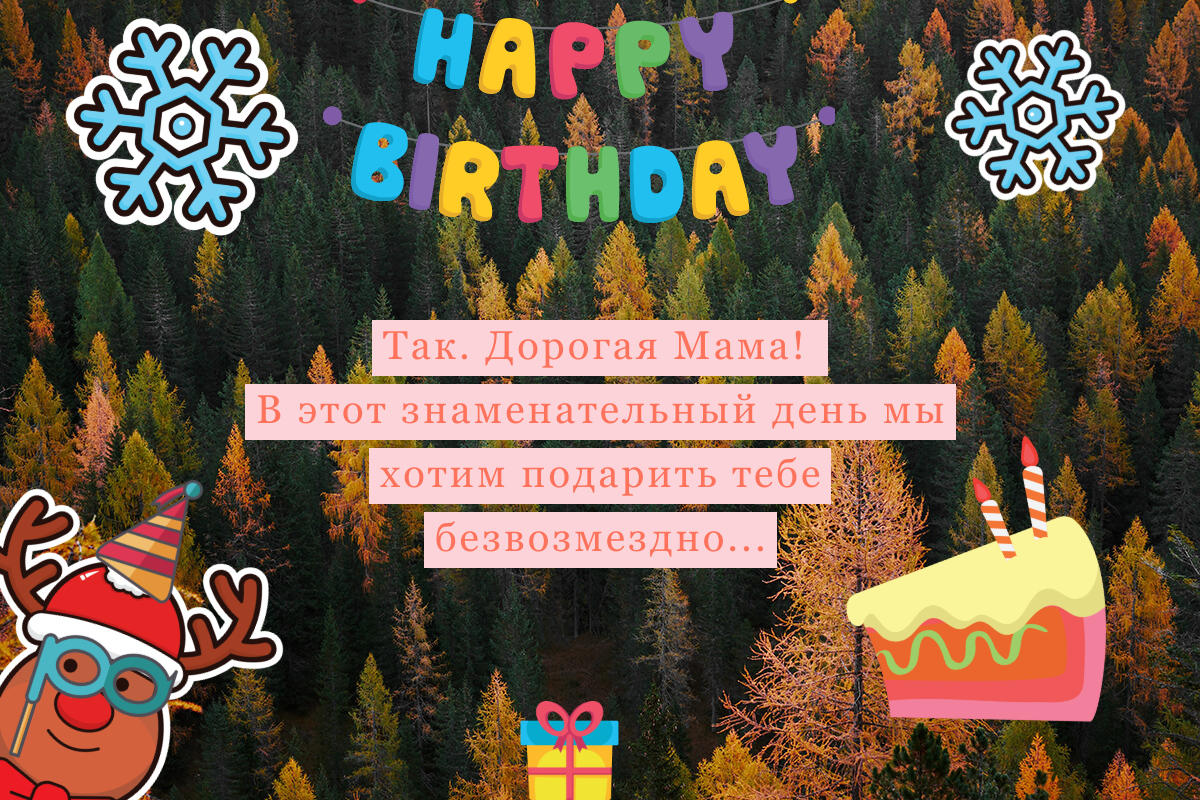 HAPPY
BIRTHDAY
Так. Дорогая Мама!
В этот знаменательный день мы
хотим подарить тебе
безвозмездно...